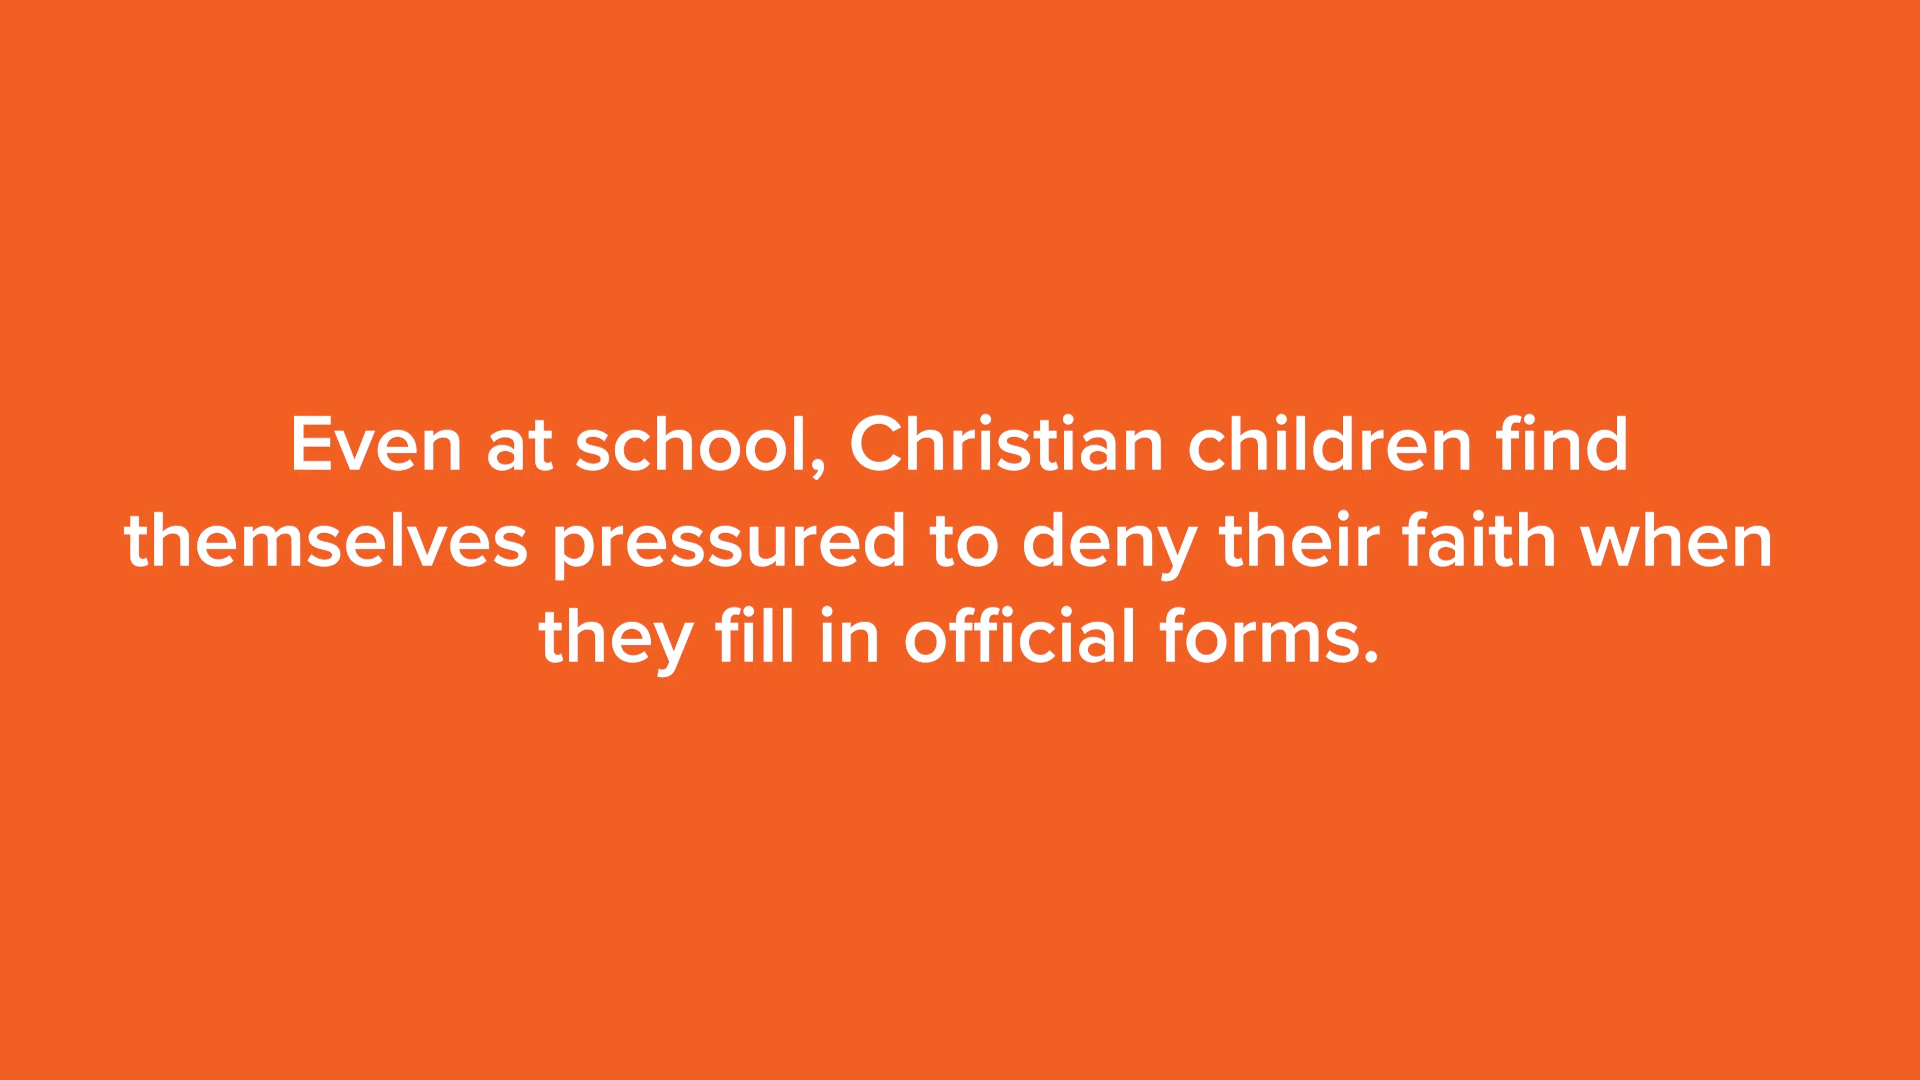 Even at school, Christian children find
themselves pressured to deny their faith when
they fill in official forms.